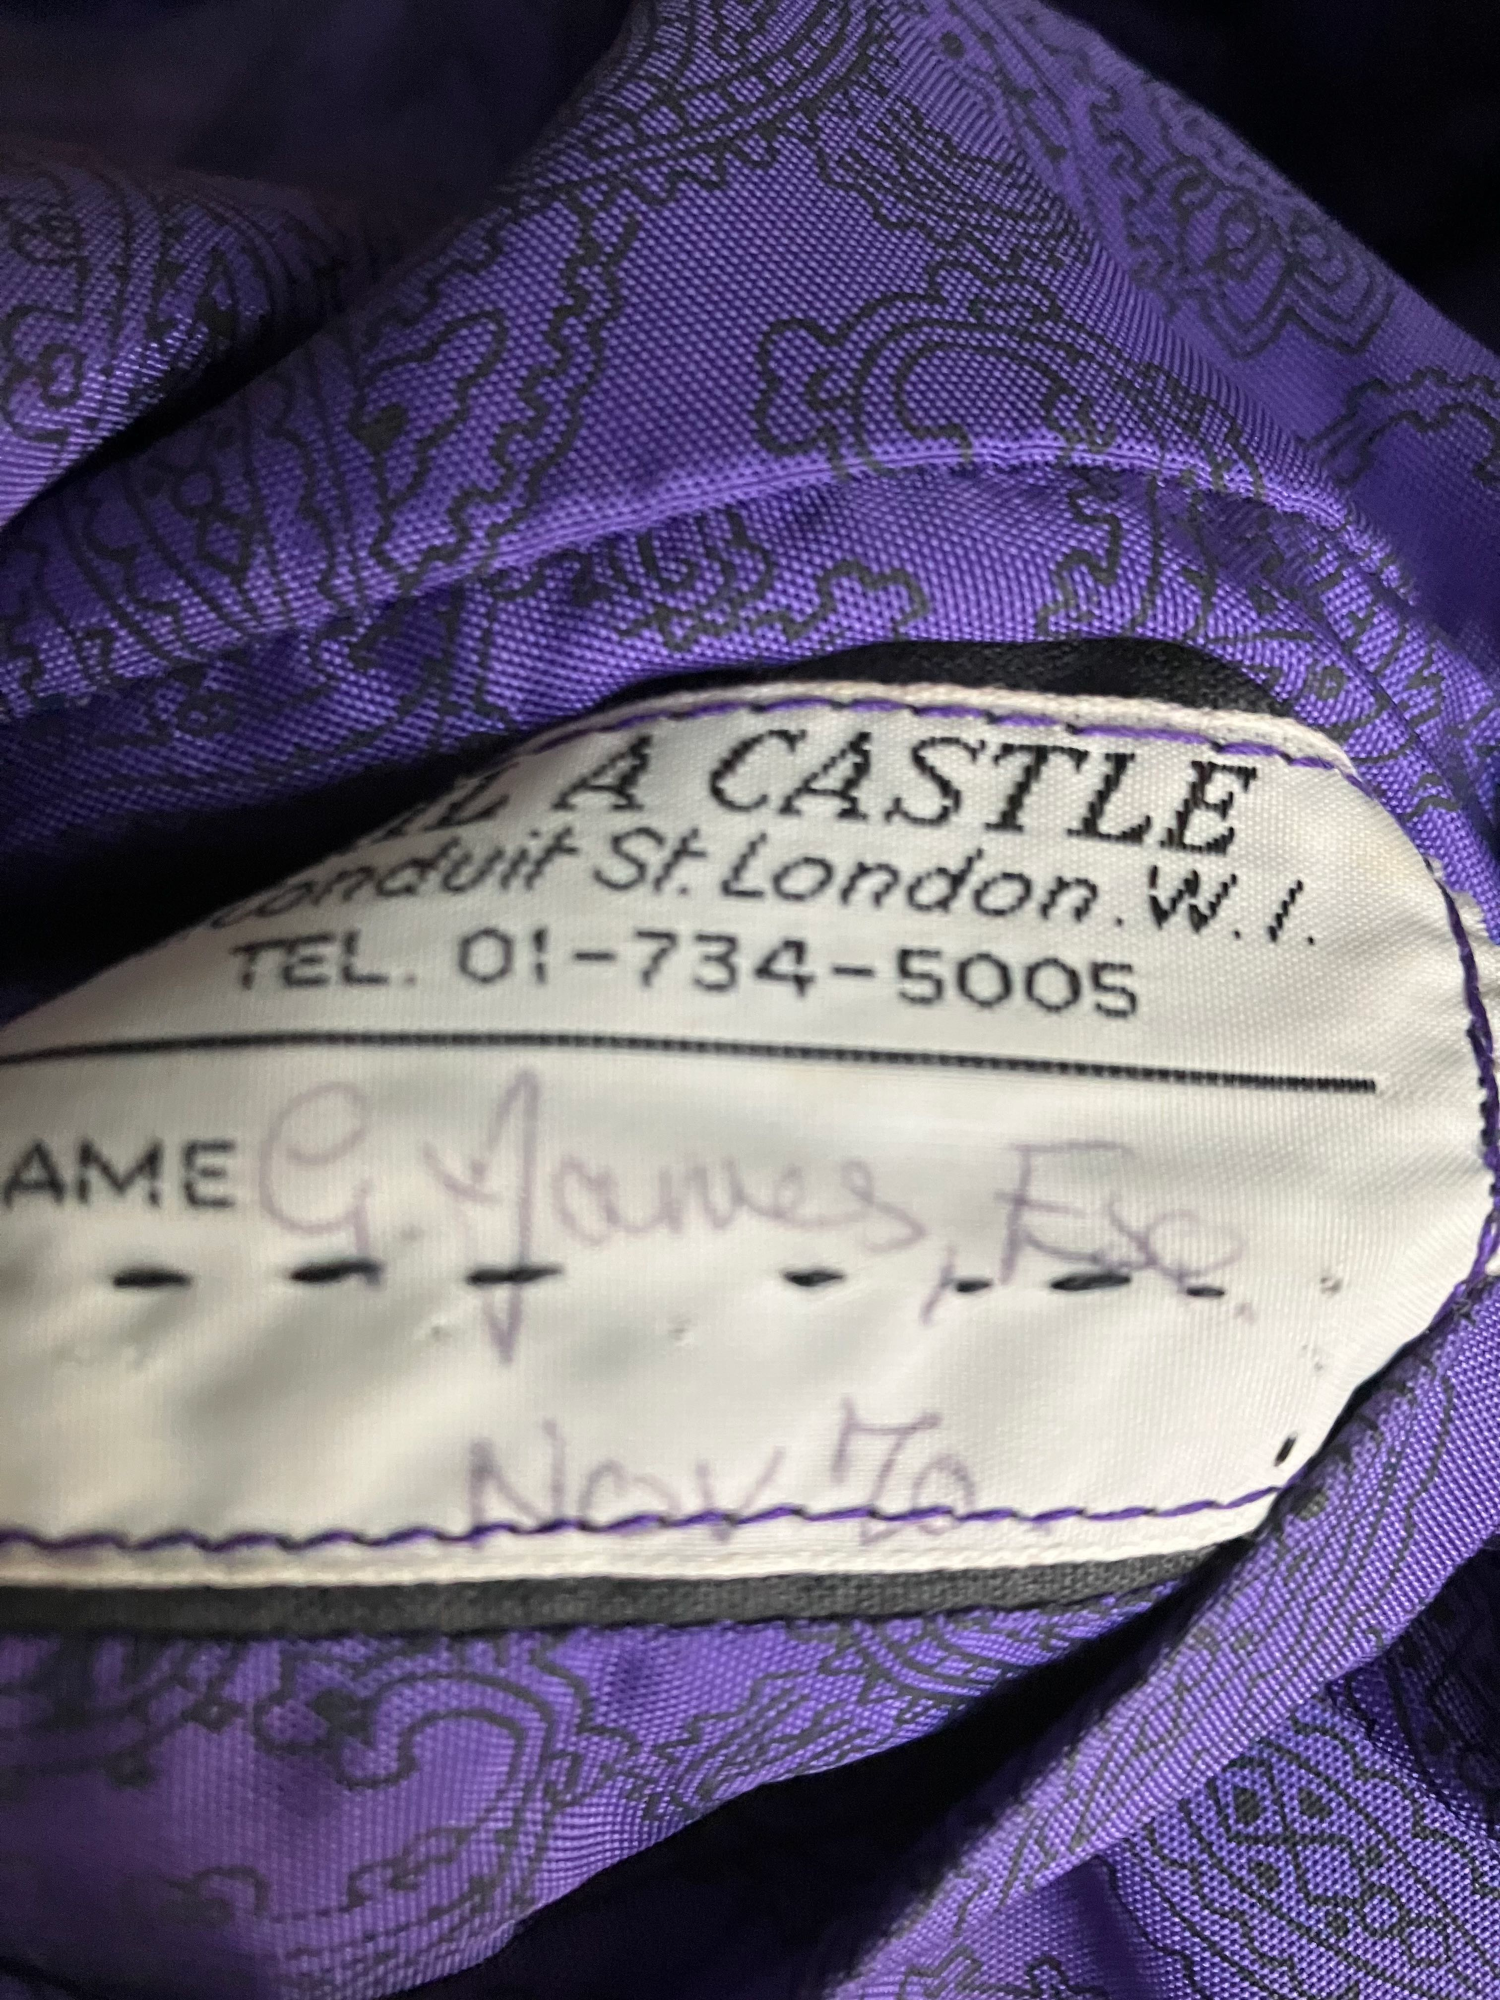 A CASTLE
Conduit St. London. W.1.
TEL. 01-734-5005
AME G. James, Esq.
Nov 70